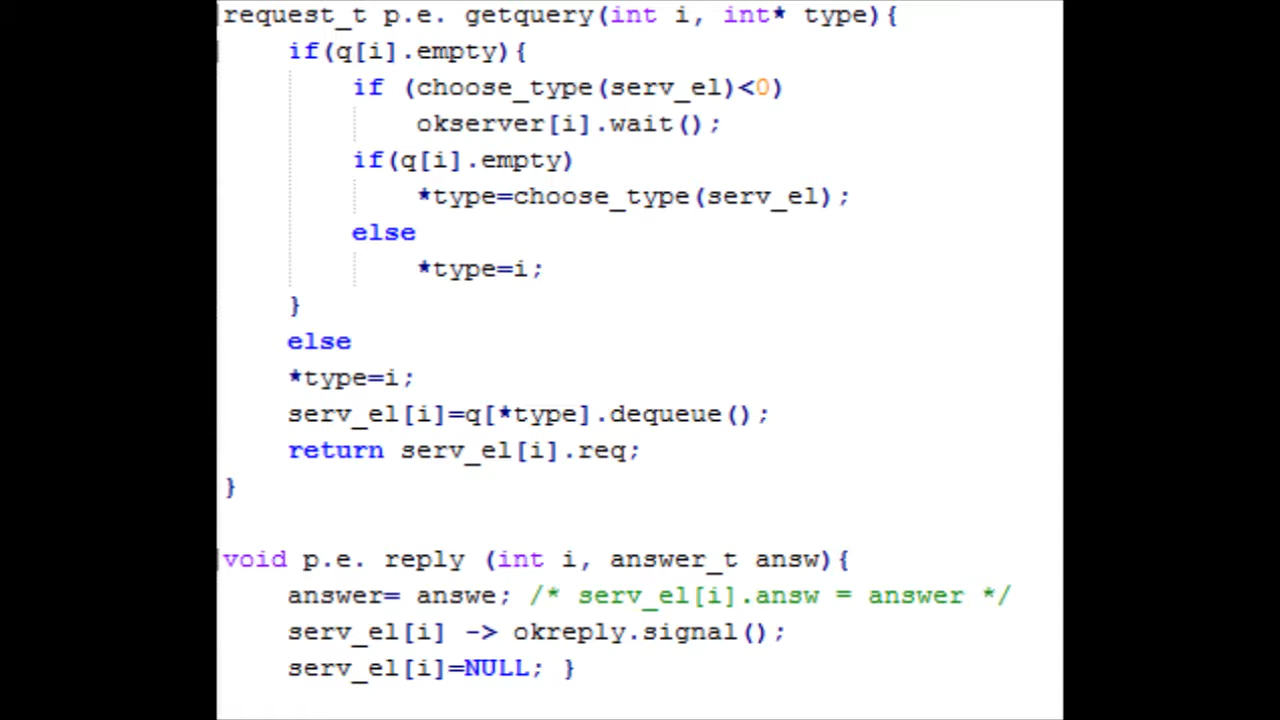 request_t p.e. getquery(int i, int* type){
if(q[i].empty){
if (choose_type(serv_el)<0)
okserver[i].wait();
if(q[i].empty)
*type=choose_type(serv_el);
else
*type=i;
}
else
*type=i;
serv_el[i]=q[*type].dequeue();
return serv_el[i].req;
}
void p.e. reply (int i, answer_t answ){
answer= answe; /* serv_el[i].answ = answer */
serv_el[i] -> okreply.signal();
serv_el[i]=NULL; }